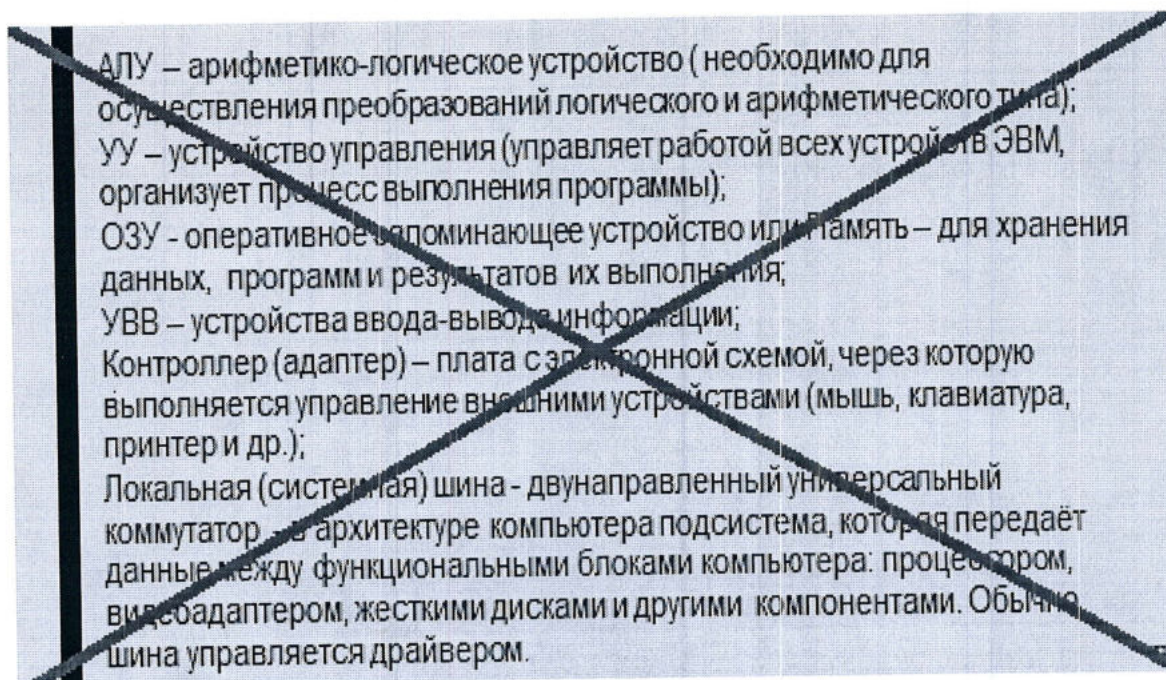 АЛУ – арифметико-логическое устройство ( необходимо для
осуществления преобразований логического и арифметического типа);
УУ – устройство управления (управляет работой всех устройств ЭВМ,
организует процесс выполнения программы);
ОЗУ - оперативное запоминающее устройство или Память – для хранения
данных, программ и результатов их выполнения;
УВВ – устройства ввода-вывода информации;
Контроллер (адаптер) – плата с электронной схемой, через которую
выполняется управление внешними устройствами (мышь, клавиатура,
принтер и др.);
Локальная (системная) шина - двунаправленный универсальный
коммутатор - в архитектуре компьютера подсистема, которая передаёт
данные между функциональными блоками компьютера: процессором,
видеоадаптером, жесткими дисками и другими компонентами. Обычно
шина управляется драйвером.